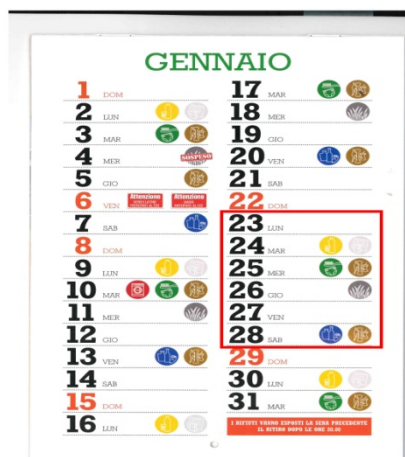 GENNAIO
1 DOM
2 LUN
3 MAR
4 MER SOSPESO
5 GIO
6 VEN Attenzione Attenzione
7 SAB
8 DOM
9 LUN
10 MAR
11 MER
12 GIO
13 VEN
14 SAB
15 DOM
16 LUN
17 MAR
18 MER
19 GIO
20 VEN
21 SAB
22 DOM
23 LUN
24 MAR
25 MER
26 GIO
27 VEN
28 SAB
29 DOM
30 LUN
31 MAR
I RIFIUTI VANNO ESPOSTI LA SERA PRECEDENTE
IL RITIRO DOPO LE ORE 20.00